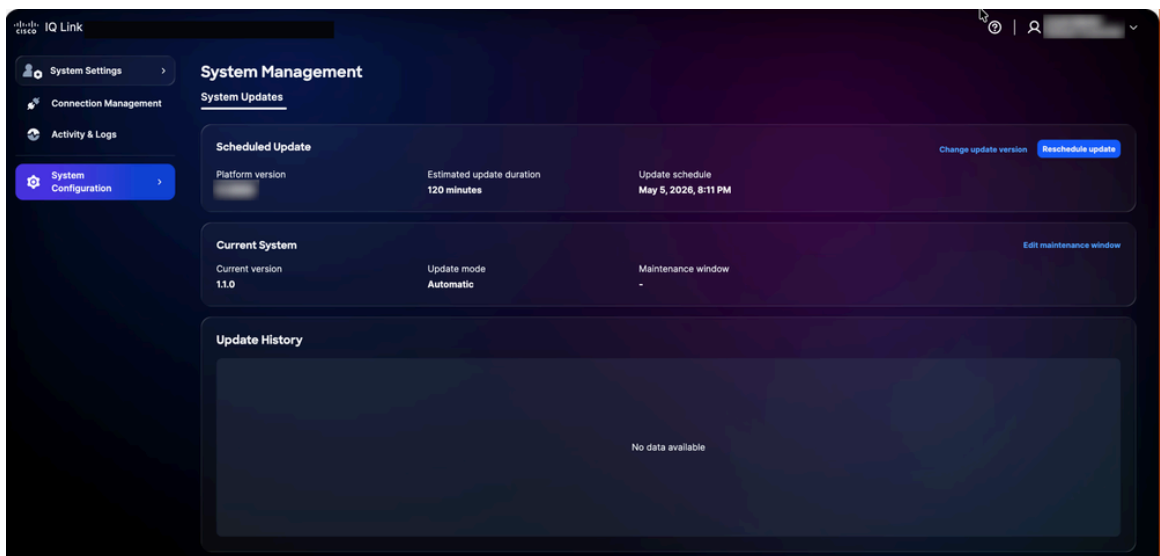 cisco IQ Link
System Settings
Connection Management
Activity & Logs
System
Configuration
System Management
System Updates
Scheduled Update
Change update version
Reschedule update
Platform version
Estimated update duration
120 minutes
Update schedule
May 5, 2026, 8:11 PM
Current System
Edit maintenance window
Current version
1.1.0
Update mode
Automatic
Maintenance window
-
Update History
No data available